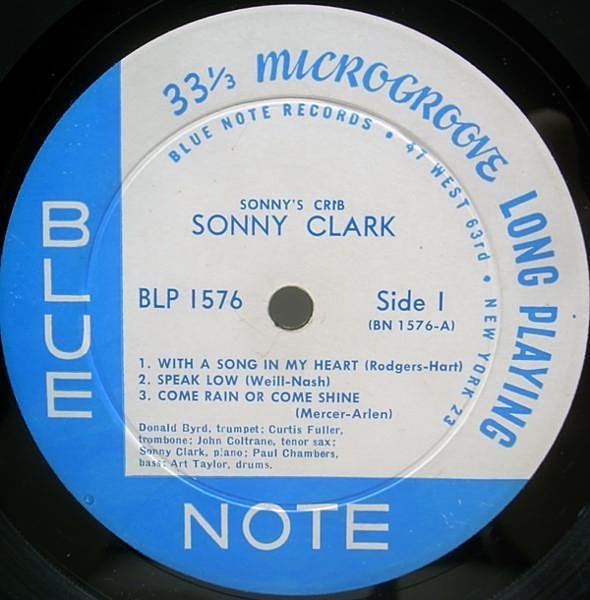 33⅓ MICROGROOVE LONG PLAYING
BLUE NOTE RECORDS • 47 WEST 63rd • NEW YORK 23
SONNY'S CRIB
SONNY CLARK
BLP 1576
Side 1
(BN 1576-A)
1. WITH A SONG IN MY HEART (Rodgers-Hart)
2. SPEAK LOW (Weill-Nash)
3. COME RAIN OR COME SHINE
(Mercer-Arlen)
Donald Byrd, trumpet; Curtis Fuller,
trombone; John Coltrane, tenor sax;
Sonny Clark, piano; Paul Chambers,
bass; Art Taylor, drums.
BLUE
NOTE